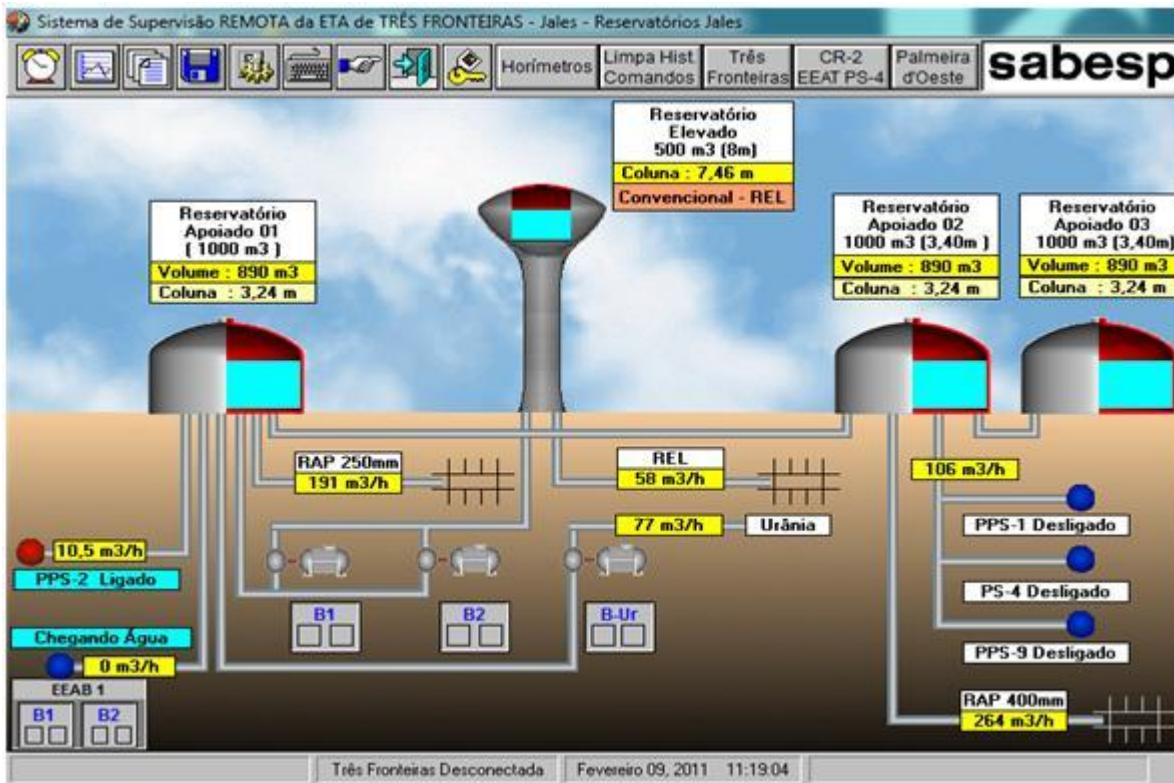 Sistema de Supervisão REMOTA da ETA de TRÊS FRONTEIRAS - Jales - Reservatórios Jales
Horímetros
Limpa Hist.
Comandos
Três
Fronteiras
CR-2
EEAT PS-4
Palmeira
d'Oeste
sabesp
Reservatório
Elevado
500 m3 (8m)
Coluna : 7,46 m
Convencional - REL
Reservatório
Apoiado 01
( 1000 m3 )
Volume : 890 m3
Coluna : 3,24 m
Reservatório
Apoiado 02
1000 m3 (3,40m )
Volume : 890 m3
Coluna : 3,24 m
Reservatório
Apoiado 03
1000 m3 (3,40m)
Volume : 890 m3
Coluna : 3,24 m
RAP 250mm
191 m3/h
REL
58 m3/h
106 m3/h
77 m3/h
Urânia
PPS-1 Desligado
10,5 m3/h
PPS-2 Ligado
PS-4 Desligado
B1
B2
B-Ur
Chegando Água
0 m3/h
PPS-9 Desligado
EEAB 1
B1
B2
RAP 400mm
264 m3/h
Três Fronteiras Desconectada
Fevereiro 09, 2011 11:19:04